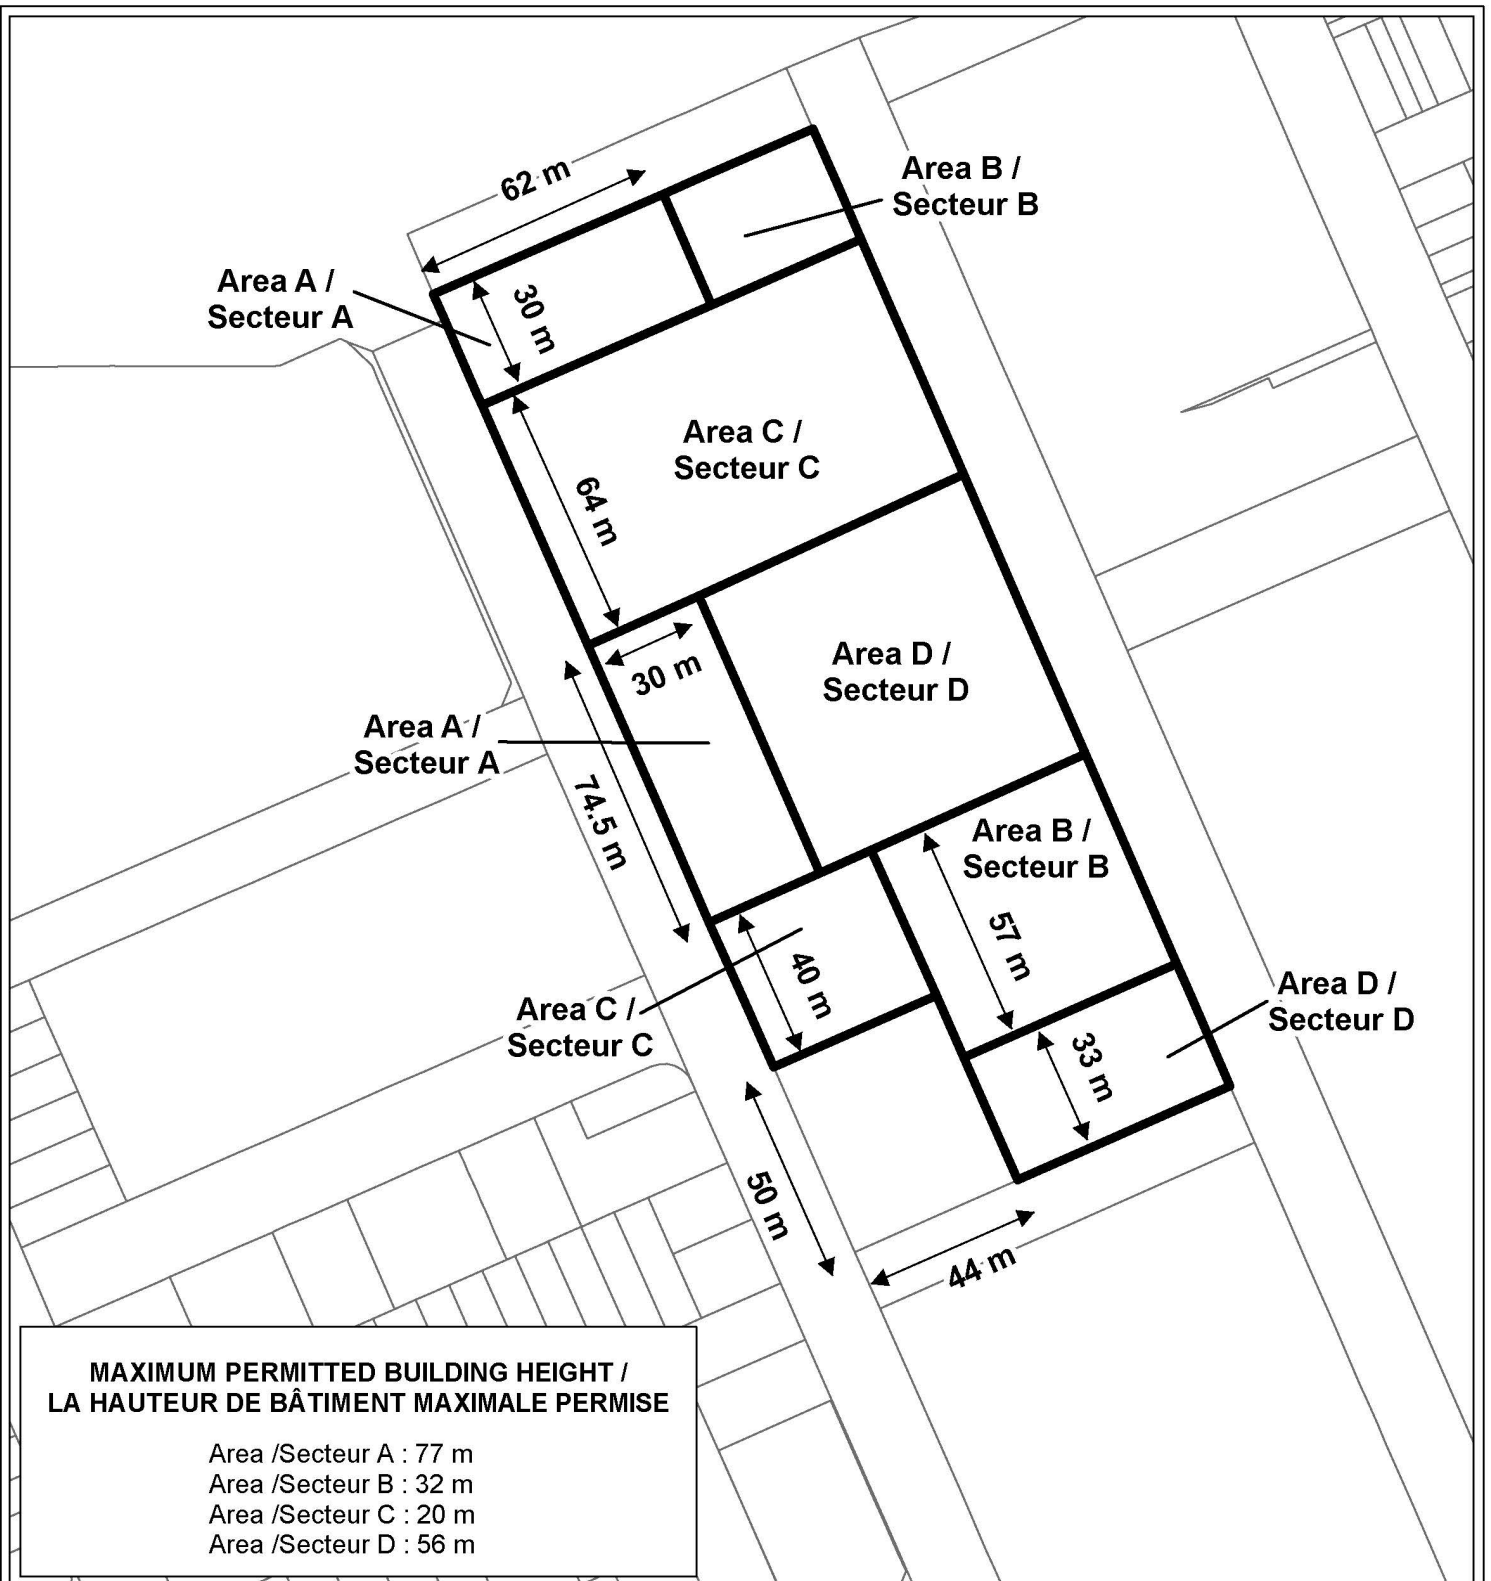 62 m
Area B /
Secteur B
Area A /
Secteur A
30 m
Area C /
Secteur C
64 m
30 m
Area D /
Secteur D
Area A /
Secteur A
74.5 m
Area B /
Secteur B
57 m
40 m
Area C /
Secteur C
Area D /
Secteur D
33 m
50 m
44 m
MAXIMUM PERMITTED BUILDING HEIGHT /
LA HAUTEUR DE BÂTIMENT MAXIMALE PERMISE
Area /Secteur A : 77 m
Area /Secteur B : 32 m
Area /Secteur C : 20 m
Area /Secteur D : 56 m